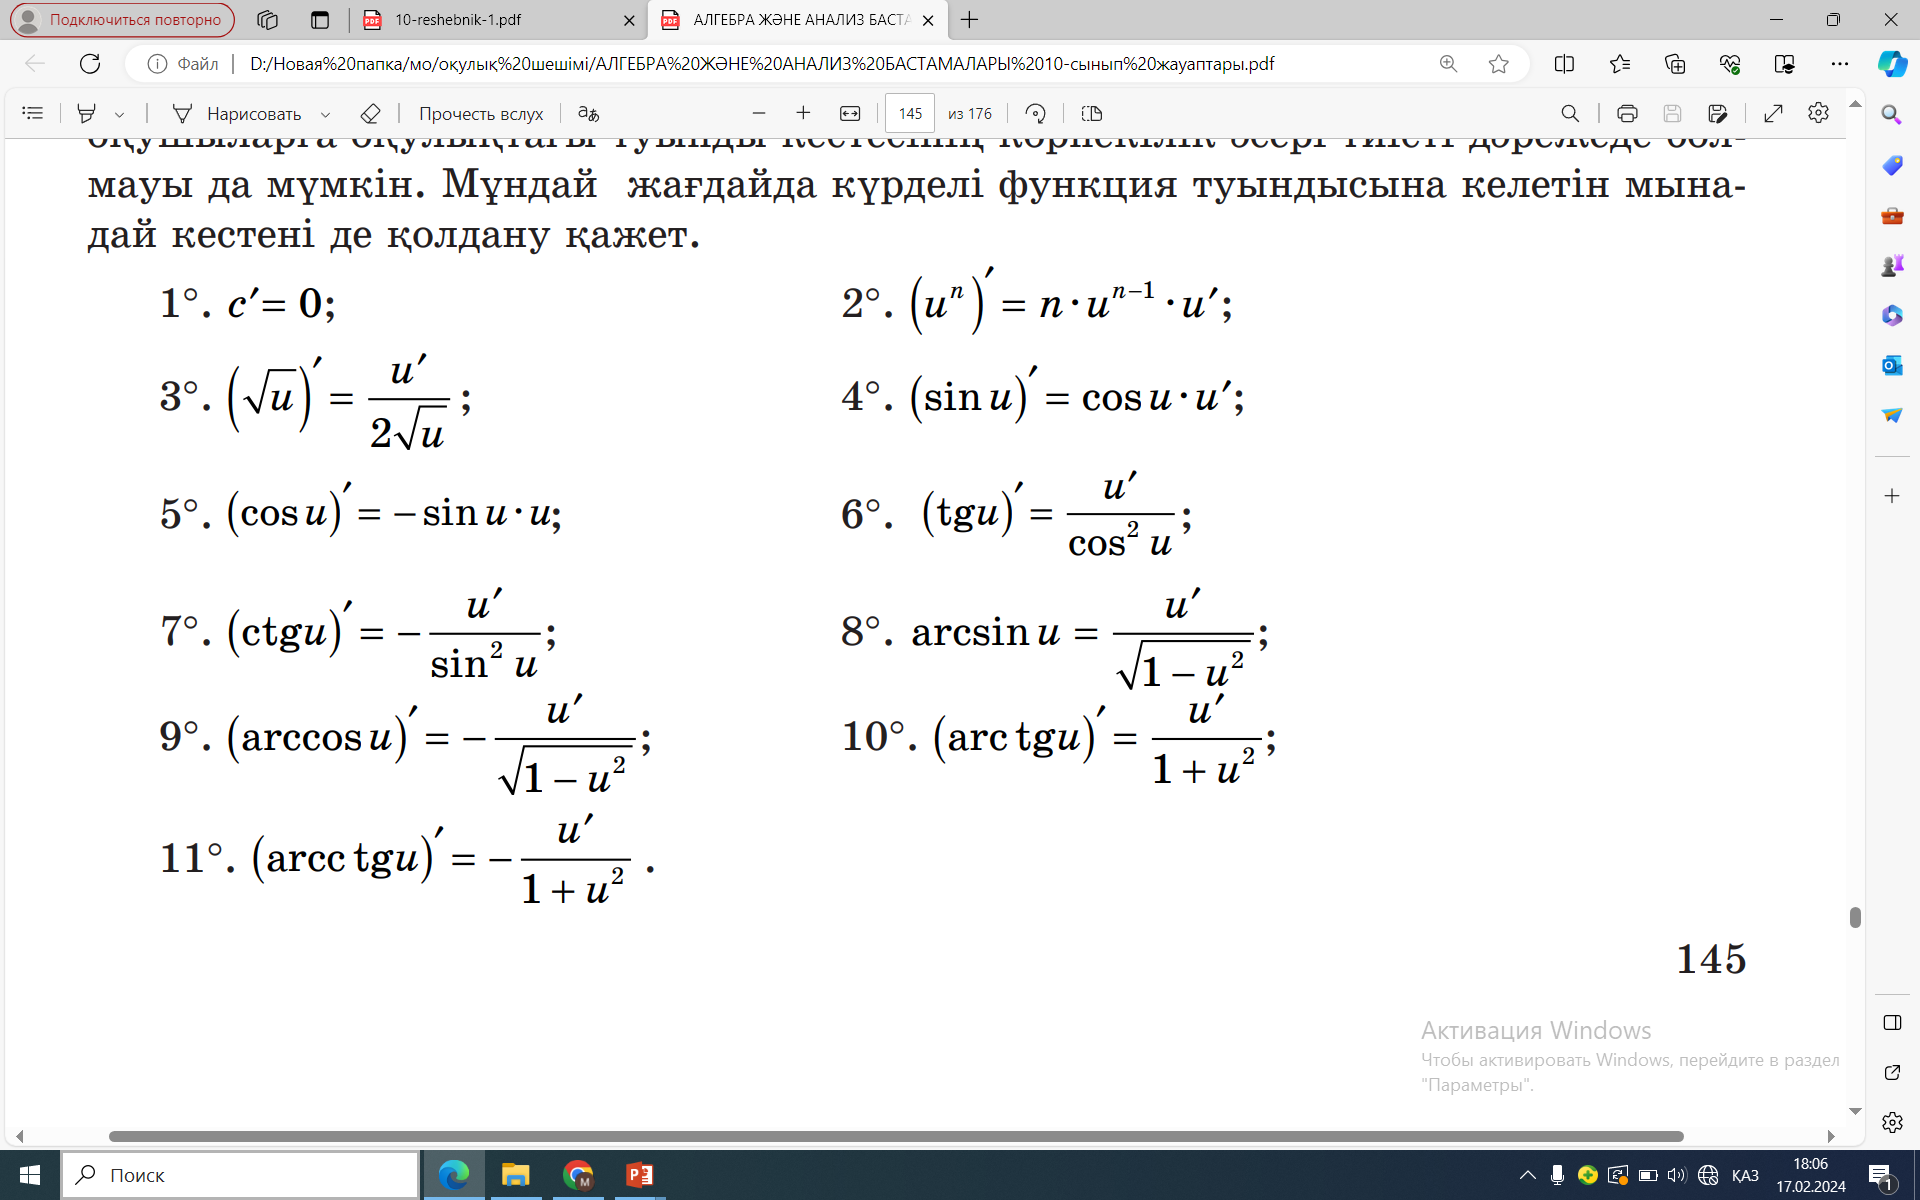 Подключиться повторно
10-reshebnik-1.pdf
АЛГЕБРА ЖӘНЕ АНАЛИЗ БАСТА
Файл
D:/Новая%20папка/мо/оқулық%20шешімі/АЛГЕБРА%20ЖӘНЕ%20АНАЛИЗ%20БАСТАМАЛАРЫ%2010-сынып%20жауаптары.pdf
Нарисовать
Прочесть вслух
145
из 176
мауы да мүмкін. Мұндай жағдайда күрделі функция туындысына келетін мына-
дай кестені де қолдану қажет.
1°. c′= 0;
2°. (uⁿ)′ = n·uⁿ⁻¹·u′;
3°. (√u)′ = u′/(2√u);
4°. (sin u)′ = cos u·u′;
5°. (cos u)′ = − sin u·u;
6°. (tgu)′ = u′/(cos² u);
7°. (ctgu)′ = − u′/(sin² u);
8°. arcsin u = u′/√(1 − u²);
9°. (arccos u)′ = − u′/√(1 − u²);
10°. (arc tgu)′ = u′/(1 + u²);
11°. (arcc tgu)′ = − u′/(1 + u²) .
145
Активация Windows
Чтобы активировать Windows, перейдите в раздел
"Параметры".
Поиск
ҚАЗ
18:06
17.02.2024
1